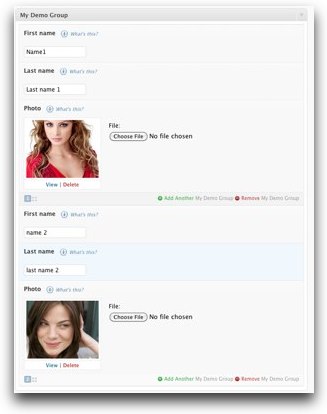 My Demo Group
First name What's this?
Name1
Last name What's this?
Last name 1
Photo What's this?
File:
Choose File No file chosen
View | Delete
Add Another My Demo Group Remove My Demo Group
First name What's this?
name 2
Last name What's this?
last name 2
Photo What's this?
File:
Choose File No file chosen
View | Delete
Add Another My Demo Group Remove My Demo Group